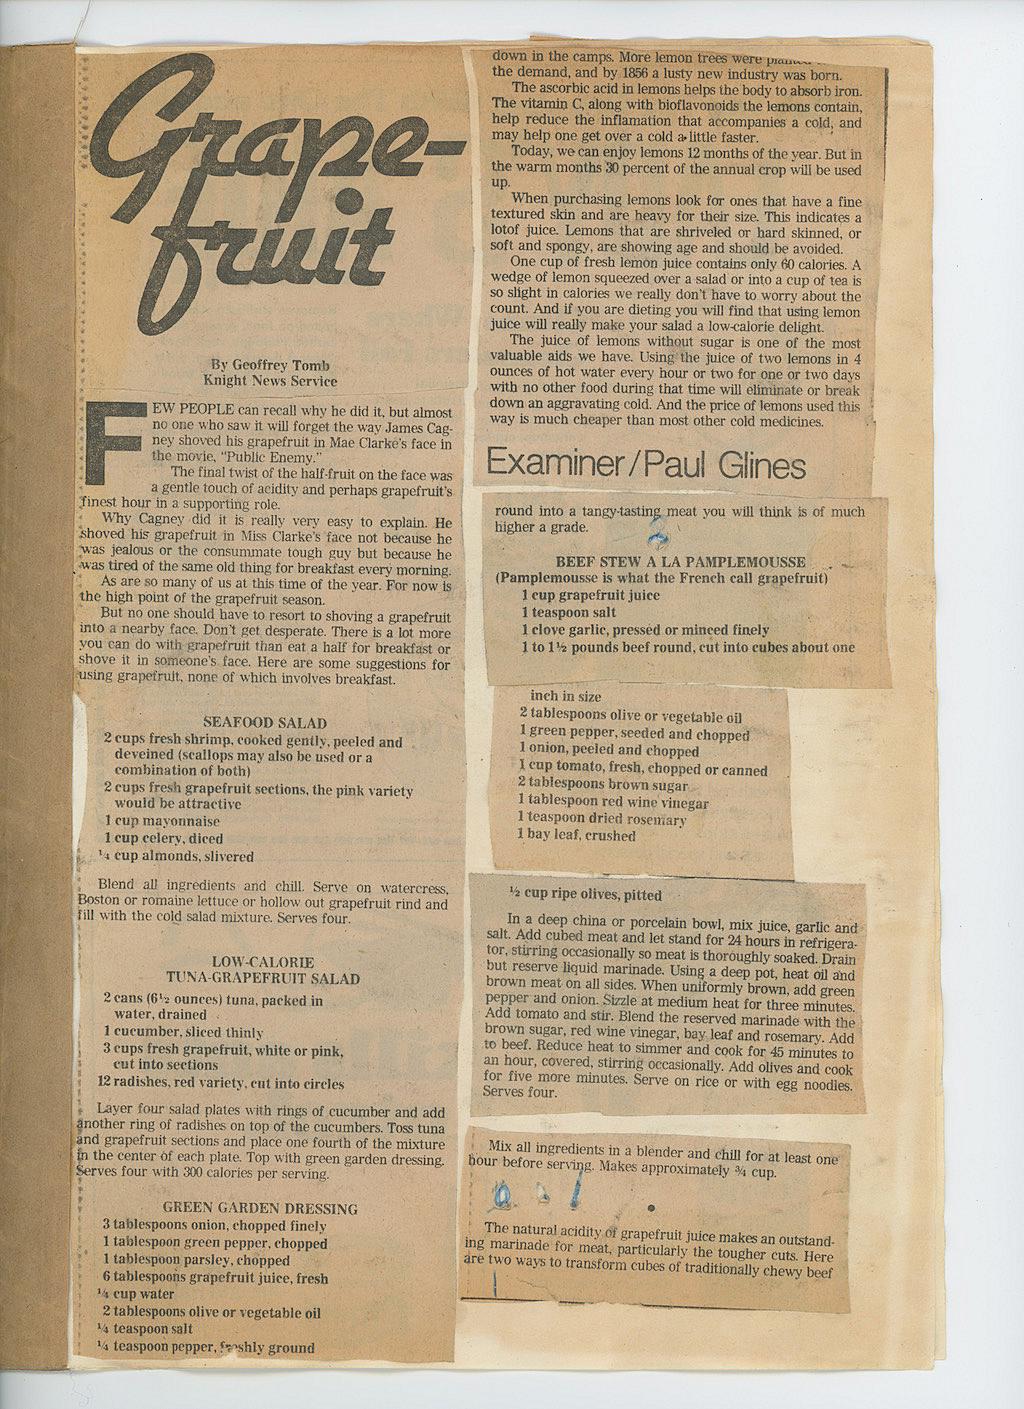 Grape-
fruit
By Geoffrey Tomb
Knight News Service
FEW PEOPLE can recall why he did it, but almost
no one who saw it will forget the way James Cag-
ney shoved his grapefruit in Mae Clarke's face in
the movie, "Public Enemy."
The final twist of the half-fruit on the face was
a gentle touch of acidity and perhaps grapefruit's
finest hour in a supporting role.
Why Cagney did it is really very easy to explain. He
shoved his grapefruit in Miss Clarke's face not because he
was jealous or the consummate tough guy but because he
was tired of the same old thing for breakfast every morning.
As are so many of us at this time of the year. For now is
the high point of the grapefruit season.
But no one should have to resort to shoving a grapefruit
into a nearby face. Don't get desperate. There is a lot more
you can do with grapefruit than eat a half for breakfast or
shove it in someone's face. Here are some suggestions for
using grapefruit, none of which involves breakfast.
SEAFOOD SALAD
2 cups fresh shrimp, cooked gently, peeled and
deveined (scallops may also be used or a
combination of both)
2 cups fresh grapefruit sections, the pink variety
would be attractive
1 cup mayonnaise
1 cup celery, diced
¼ cup almonds, slivered
Blend all ingredients and chill. Serve on watercress,
Boston or romaine lettuce or hollow out grapefruit rind and
fill with the cold salad mixture. Serves four.
LOW-CALORIE
TUNA-GRAPEFRUIT SALAD
2 cans (6½ ounces) tuna, packed in
water, drained
1 cucumber, sliced thinly
3 cups fresh grapefruit, white or pink,
cut into sections
12 radishes, red variety, cut into circles
Layer four salad plates with rings of cucumber and add
another ring of radishes on top of the cucumbers. Toss tuna
and grapefruit sections and place one fourth of the mixture
in the center of each plate. Top with green garden dressing.
Serves four with 300 calories per serving.
GREEN GARDEN DRESSING
3 tablespoons onion, chopped finely
1 tablespoon green pepper, chopped
1 tablespoon parsley, chopped
6 tablespoons grapefruit juice, fresh
¼ cup water
2 tablespoons olive or vegetable oil
¼ teaspoon salt
¼ teaspoon pepper, freshly ground
down in the camps. More lemon trees were planted
the demand, and by 1856 a lusty new industry was born.
The ascorbic acid in lemons helps the body to absorb iron.
The vitamin C, along with bioflavonoids the lemons contain,
help reduce the inflamation that accompanies a cold, and
may help one get over a cold a little faster.
Today, we can enjoy lemons 12 months of the year. But in
the warm months 30 percent of the annual crop will be used
up.
When purchasing lemons look for ones that have a fine
textured skin and are heavy for their size. This indicates a
lotof juice. Lemons that are shriveled or hard skinned, or
soft and spongy, are showing age and should be avoided.
One cup of fresh lemon juice contains only 60 calories. A
wedge of lemon squeezed over a salad or into a cup of tea is
so slight in calories we really don't have to worry about the
count. And if you are dieting you will find that using lemon
juice will really make your salad a low-calorie delight.
The juice of lemons without sugar is one of the most
valuable aids we have. Using the juice of two lemons in 4
ounces of hot water every hour or two for one or two days
with no other food during that time will eliminate or break
down an aggravating cold. And the price of lemons used this
way is much cheaper than most other cold medicines.
Examiner/Paul Glines
round into a tangy-tasting meat you will think is of much
higher a grade.
BEEF STEW A LA PAMPLEMOUSSE
(Pamplemousse is what the French call grapefruit)
1 cup grapefruit juice
1 teaspoon salt
1 clove garlic, pressed or minced finely
1 to 1½ pounds beef round, cut into cubes about one
inch in size
2 tablespoons olive or vegetable oil
1 green pepper, seeded and chopped
1 onion, peeled and chopped
1 cup tomato, fresh, chopped or canned
2 tablespoons brown sugar
1 tablespoon red wine vinegar
1 teaspoon dried rosemary
1 bay leaf, crushed
½ cup ripe olives, pitted
In a deep china or porcelain bowl, mix juice, garlic and
salt. Add cubed meat and let stand for 24 hours in refrigera-
tor, stirring occasionally so meat is thoroughly soaked. Drain
but reserve liquid marinade. Using a deep pot, heat oil and
brown meat on all sides. When uniformly brown, add green
pepper and onion. Sizzle at medium heat for three minutes.
Add tomato and stir. Blend the reserved marinade with the
brown sugar, red wine vinegar, bay leaf and rosemary. Add
to beef. Reduce heat to simmer and cook for 45 minutes to
an hour, covered, stirring occasionally. Add olives and cook
for five more minutes. Serve on rice or with egg noodles.
Serves four.
Mix all ingredients in a blender and chill for at least one
hour before serving. Makes approximately ¾ cup.
The natural acidity of grapefruit juice makes an outstand-
ing marinade for meat, particularly the tougher cuts. Here
are two ways to transform cubes of traditionally chewy beef